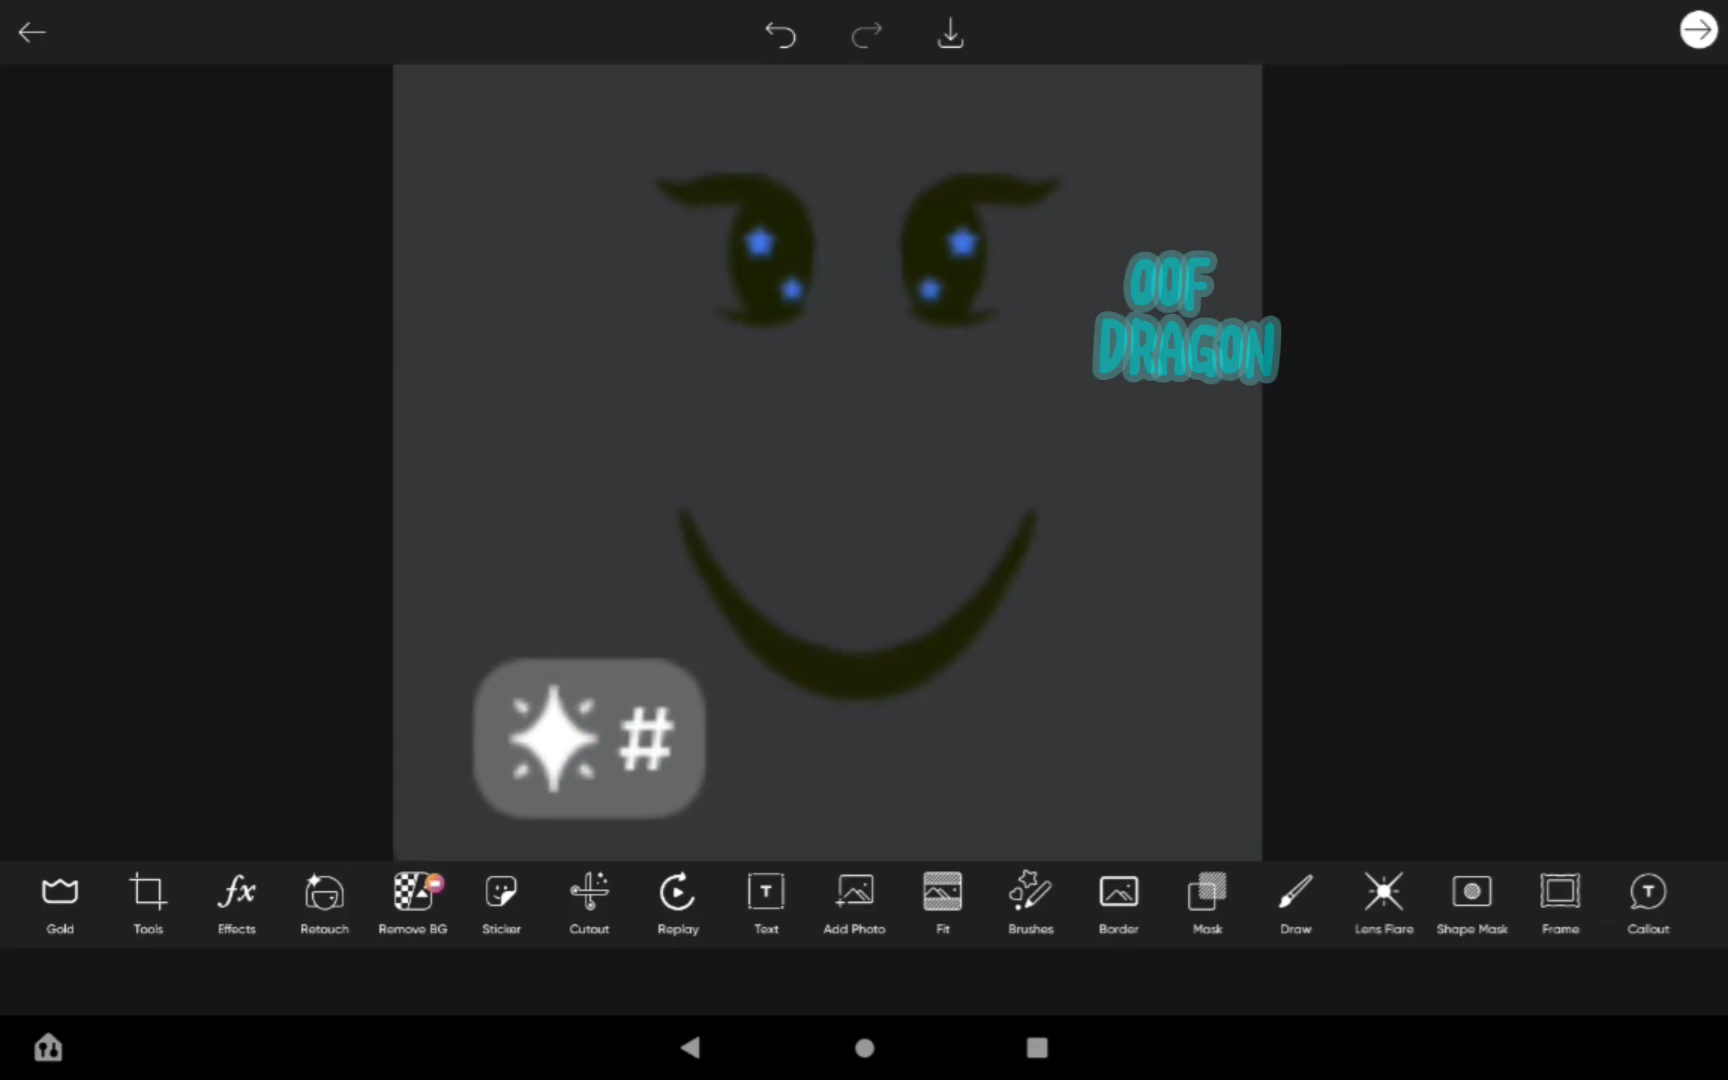 OOF
DRAGON
#
Gold
Tools
fx
Effects
Retouch
Remove BG
Sticker
Cutout
Replay
T
Text
Add Photo
Fit
Brushes
Border
Mask
Draw
Lens Flare
Shape Mask
Frame
T
Callout